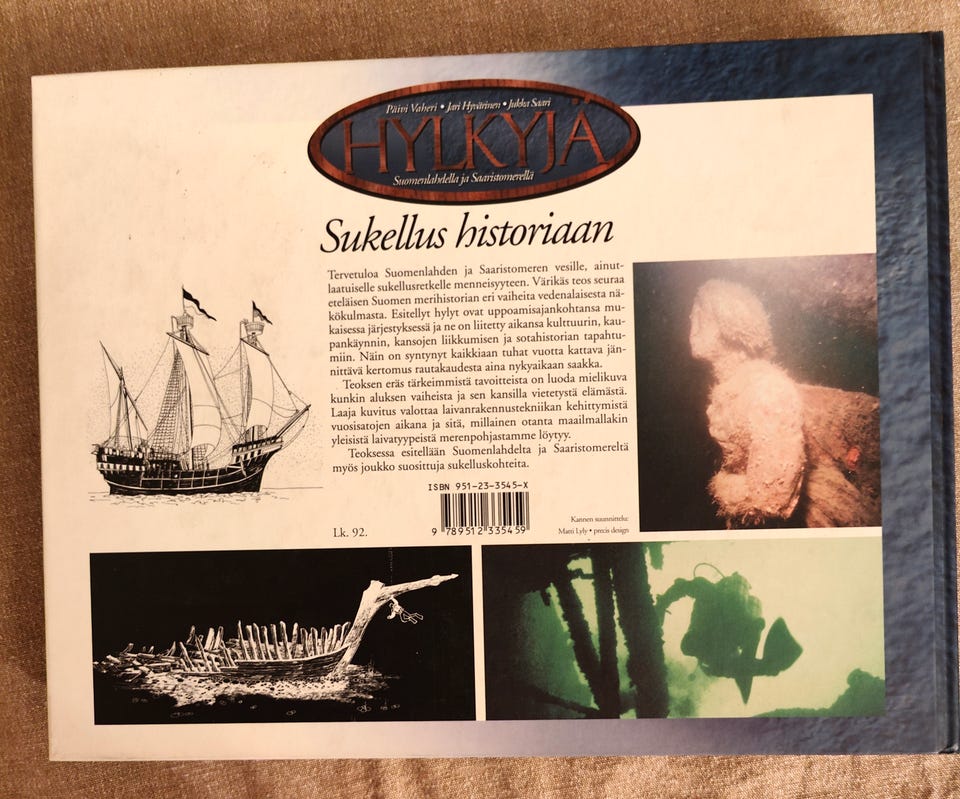 Päivi Vaheri • Jari Hyvärinen • Jukka Saari
HYLKYJÄ
Suomenlahdella ja Saaristomerellä
Sukellus historiaan
Tervetuloa Suomenlahden ja Saaristomeren vesille, ainut-
laatuiselle sukellusretkelle menneisyyteen. Värikäs teos seuraa
eteläisen Suomen merihistorian eri vaiheita vedenalaisesta nä-
kökulmasta. Esitellyt hylyt ovat uppoamisajankohtansa mu-
kaisessa järjestyksessä ja ne on liitetty aikansa kulttuurin, kau-
pankäynnin, kansojen liikkumisen ja sotahistorian tapahtu-
miin. Näin on syntynyt kaikkiaan tuhat vuotta kattava jän-
nittävä kertomus rautakaudesta aina nykyaikaan saakka.
Teoksen eräs tärkeimmistä tavoitteista on luoda mielikuva
kunkin aluksen vaiheista ja sen kansilla vietetystä elämästä.
Laaja kuvitus valottaa laivanrakennustekniikan kehittymistä
vuosisatojen aikana ja sitä, millainen otanta maailmallakin
yleisistä laivatyypeistä merenpohjastamme löytyy.
Teoksessa esitellään Suomenlahdelta ja Saaristomereltä
myös joukko suosittuja sukelluskohteita.
ISBN 951-23-3545-X
9 789512 335459
Lk. 92.
Kannen suunnittelu:
Matti Lyly • precis design